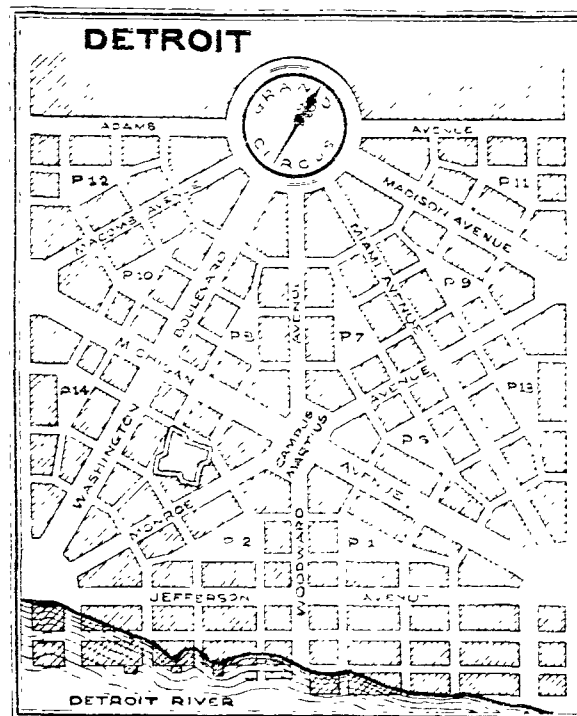 DETROIT
GRAND
CIRCUS
ADAMS
AVENUE
P 12
P 11
MACOMB AVENUE
MADISON AVENUE
P 10
BOULEVARD
MIAMI AVENUE
P 9
P 8
AVENUE
P 7
MICHIGAN
P 14
AVENUE
P 13
WASHINGTON
CAMPUS
MARTIUS
AVENUE
MONROE
P 2
WOODWARD
P 1
JEFFERSON
AVENUE
DETROIT RIVER